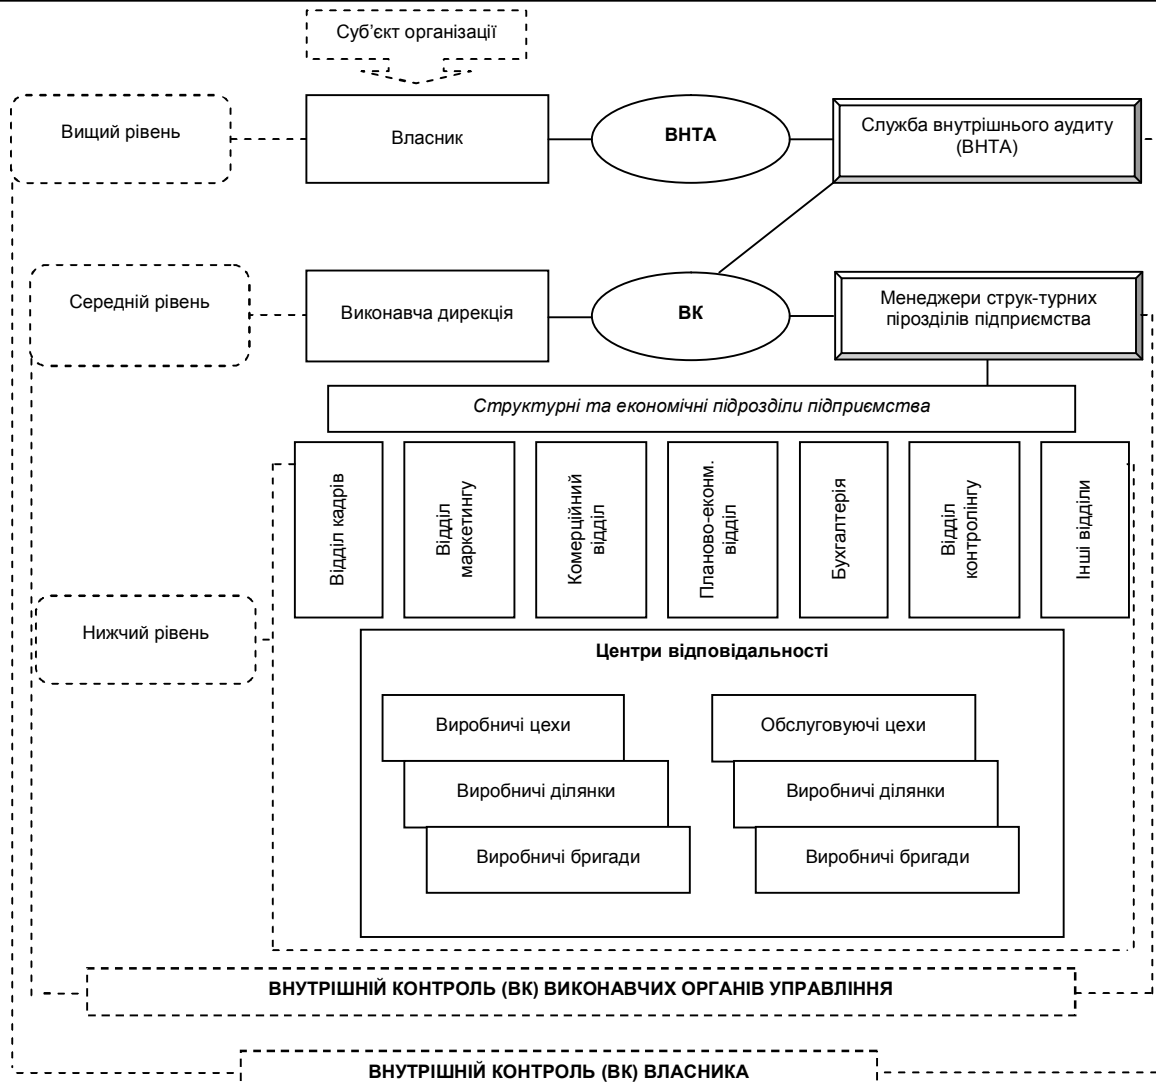 Суб’єкт організації
Вищий рівень
Власник
ВНТА
Служба внутрішнього аудиту
(ВНТА)
Середній рівень
Виконавча дирекція
ВК
Менеджери струк-турних
пірозділів підприємства
Структурні та економічні підрозділи підприємства
Відділ кадрів
Відділ
маркетингу
Комерційний
відділ
Планово-еконм.
відділ
Бухгалтерія
Відділ
контролінгу
Інші відділи
Нижчий рівень
Центри відповідальності
Виробничі цехи
Обслуговуючі цехи
Виробничі ділянки
Виробничі ділянки
Виробничі бригади
Виробничі бригади
ВНУТРІШНІЙ КОНТРОЛЬ (ВК) ВИКОНАВЧИХ ОРГАНІВ УПРАВЛІННЯ
ВНУТРІШНІЙ КОНТРОЛЬ (ВК) ВЛАСНИКА